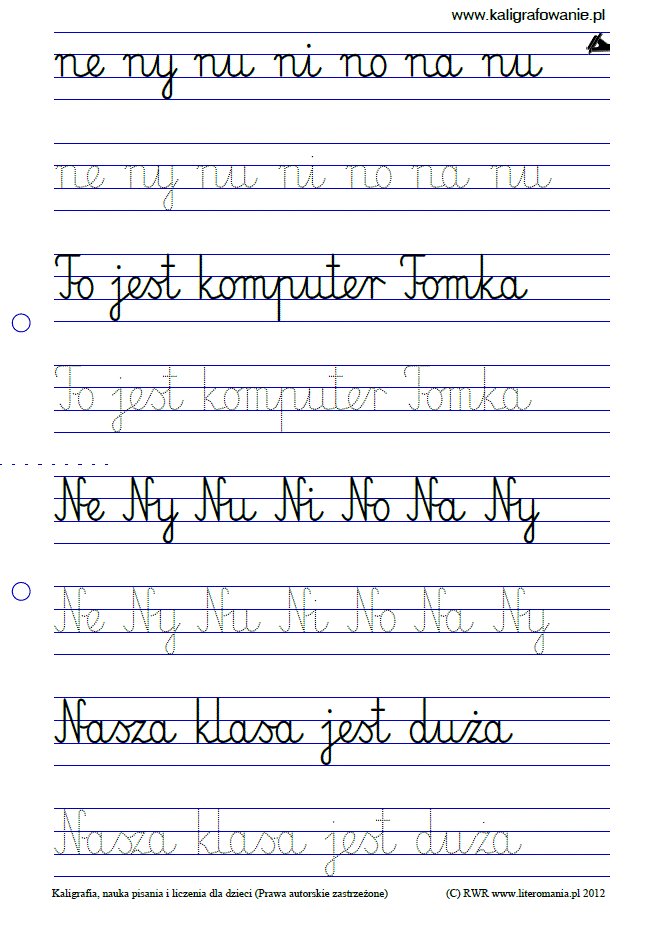 www.kaligrafowanie.pl
ne ny nu ni no na nu
ne ny nu ni no na nu
To jest komputer Tomka
To jest komputer Tomka
Ne Ny Nu Ni No Na Ny
Ne Ny Nu Ni No Na Ny
Nasza klasa jest duża
Nasza klasa jest duża
Kaligrafia, nauka pisania i liczenia dla dzieci (Prawa autorskie zastrzeżone) (C) RWR www.literomania.pl 2012